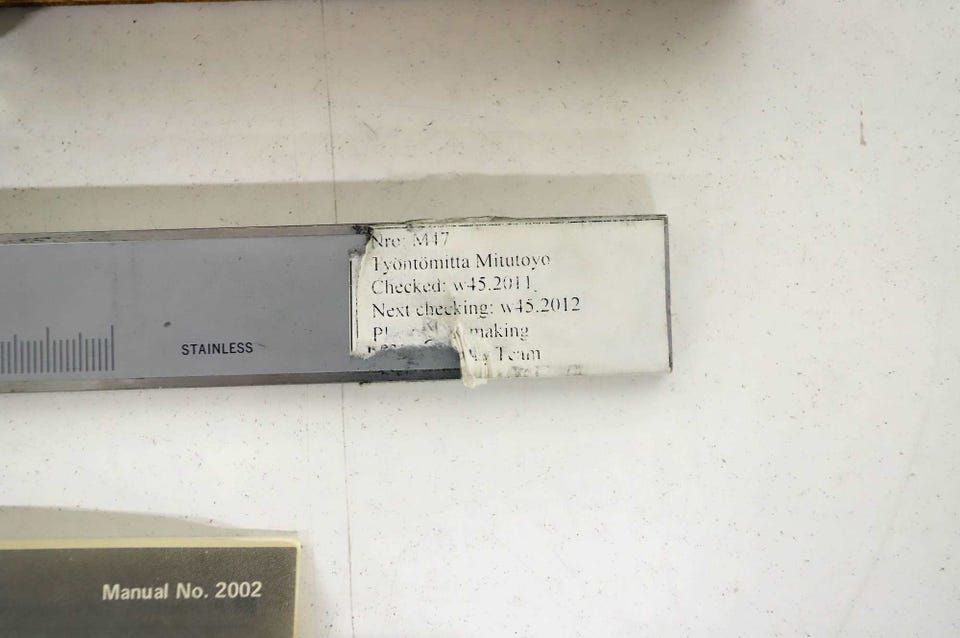 Nro: M47
Työntömitta Mitutoyo
Checked: w45.2011.
Next checking: w45.2012
making
Team
STAINLESS
Manual No. 2002